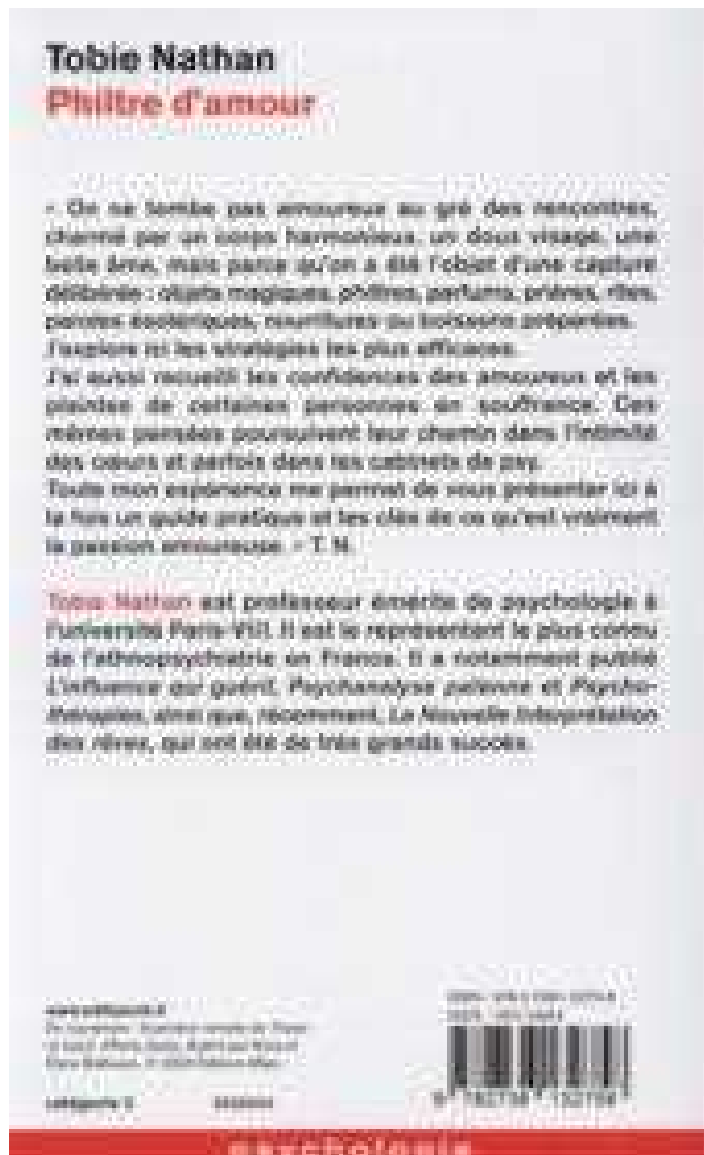 Tobie Nathan
Philtre d'amour
« On ne tombe pas amoureux au gré des rencontres,
charmé par un corps harmonieux, un doux visage, une
belle âme, mais parce qu'on a été l'objet d'une capture
délibérée : objets magiques, philtres, parfums, prières, rites,
paroles ésotériques, nourritures ou boissons préparées.
J'explore ici les stratégies les plus efficaces.
J'ai aussi recueilli les confidences des amoureux et les
plaintes de certaines personnes en souffrance. Ces
mêmes pensées poursuivent leur chemin dans l'intimité
des cœurs et parfois dans les cabinets de psy.
Toute mon expérience me permet de vous présenter ici à
la fois un guide pratique et les clés de ce qu'est vraiment
la passion amoureuse. » T. N.
Tobie Nathan est professeur émérite de psychologie à
l'université Paris-VIII. Il est le représentant le plus connu
de l'ethnopsychiatrie en France. Il a notamment publié
L'influence qui guérit, Psychanalyse païenne et Psycho-
thérapies, ainsi que, récemment, La Nouvelle Interprétation
des rêves, qui ont été de très grands succès.
psychologie